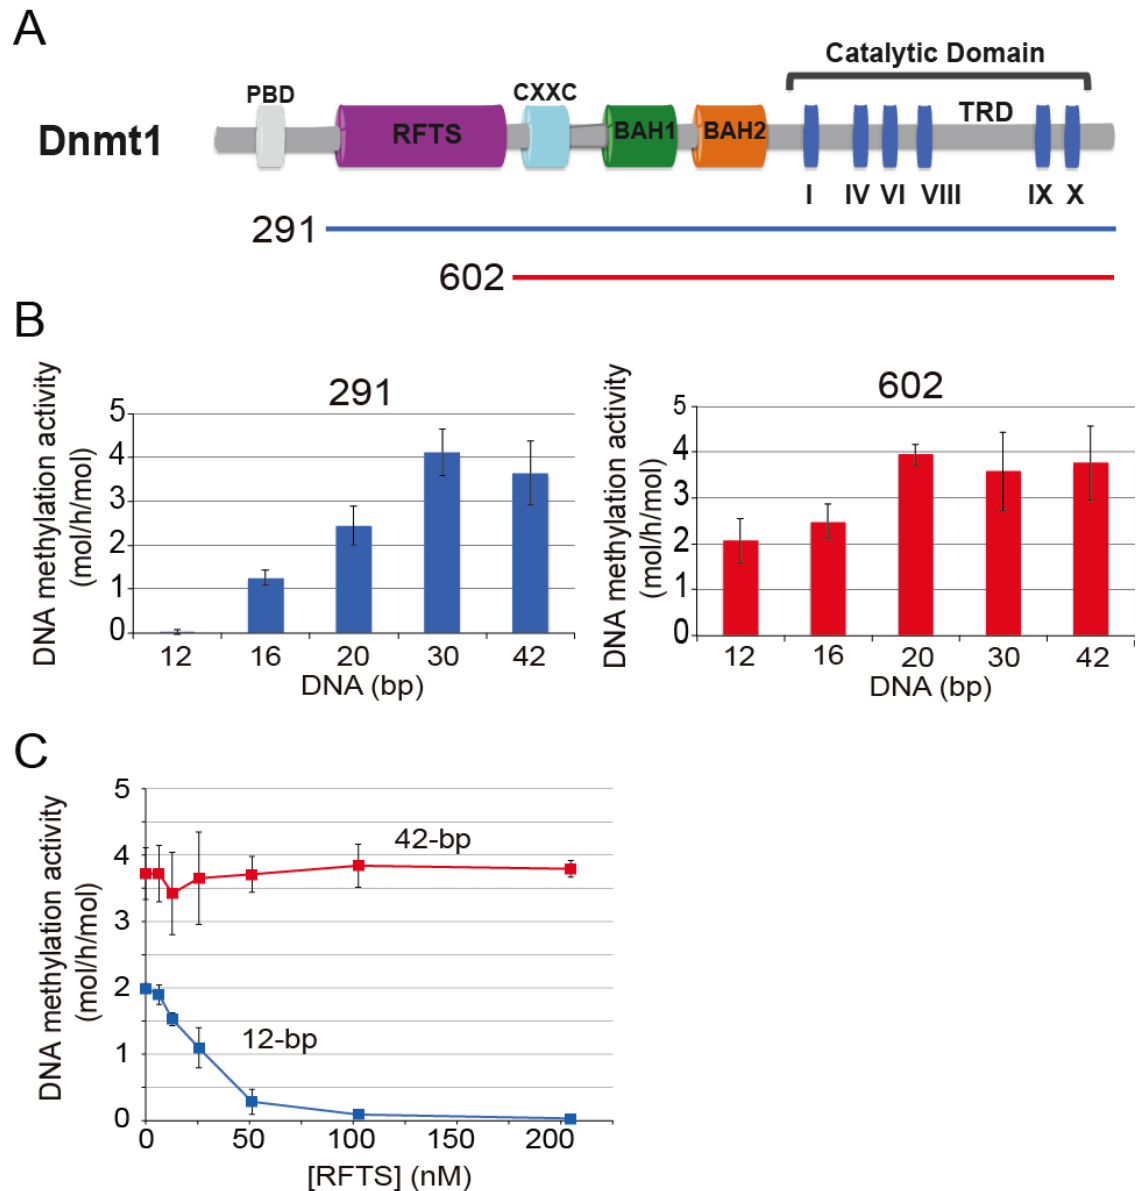 A
Catalytic Domain
PBD
CXXC
Dnmt1
RFTS
BAH1
BAH2
TRD
I IV VI VIII IX X
291
602
B
291
DNA methylation activity
(mol/h/mol)
5
4
3
2
1
0
12 16 20 30 42
DNA (bp)
602
DNA methylation activity
(mol/h/mol)
5
4
3
2
1
0
12 16 20 30 42
DNA (bp)
C
DNA methylation activity
(mol/h/mol)
5
4
3
2
1
0
42-bp
12-bp
0 50 100 150 200
[RFTS] (nM)